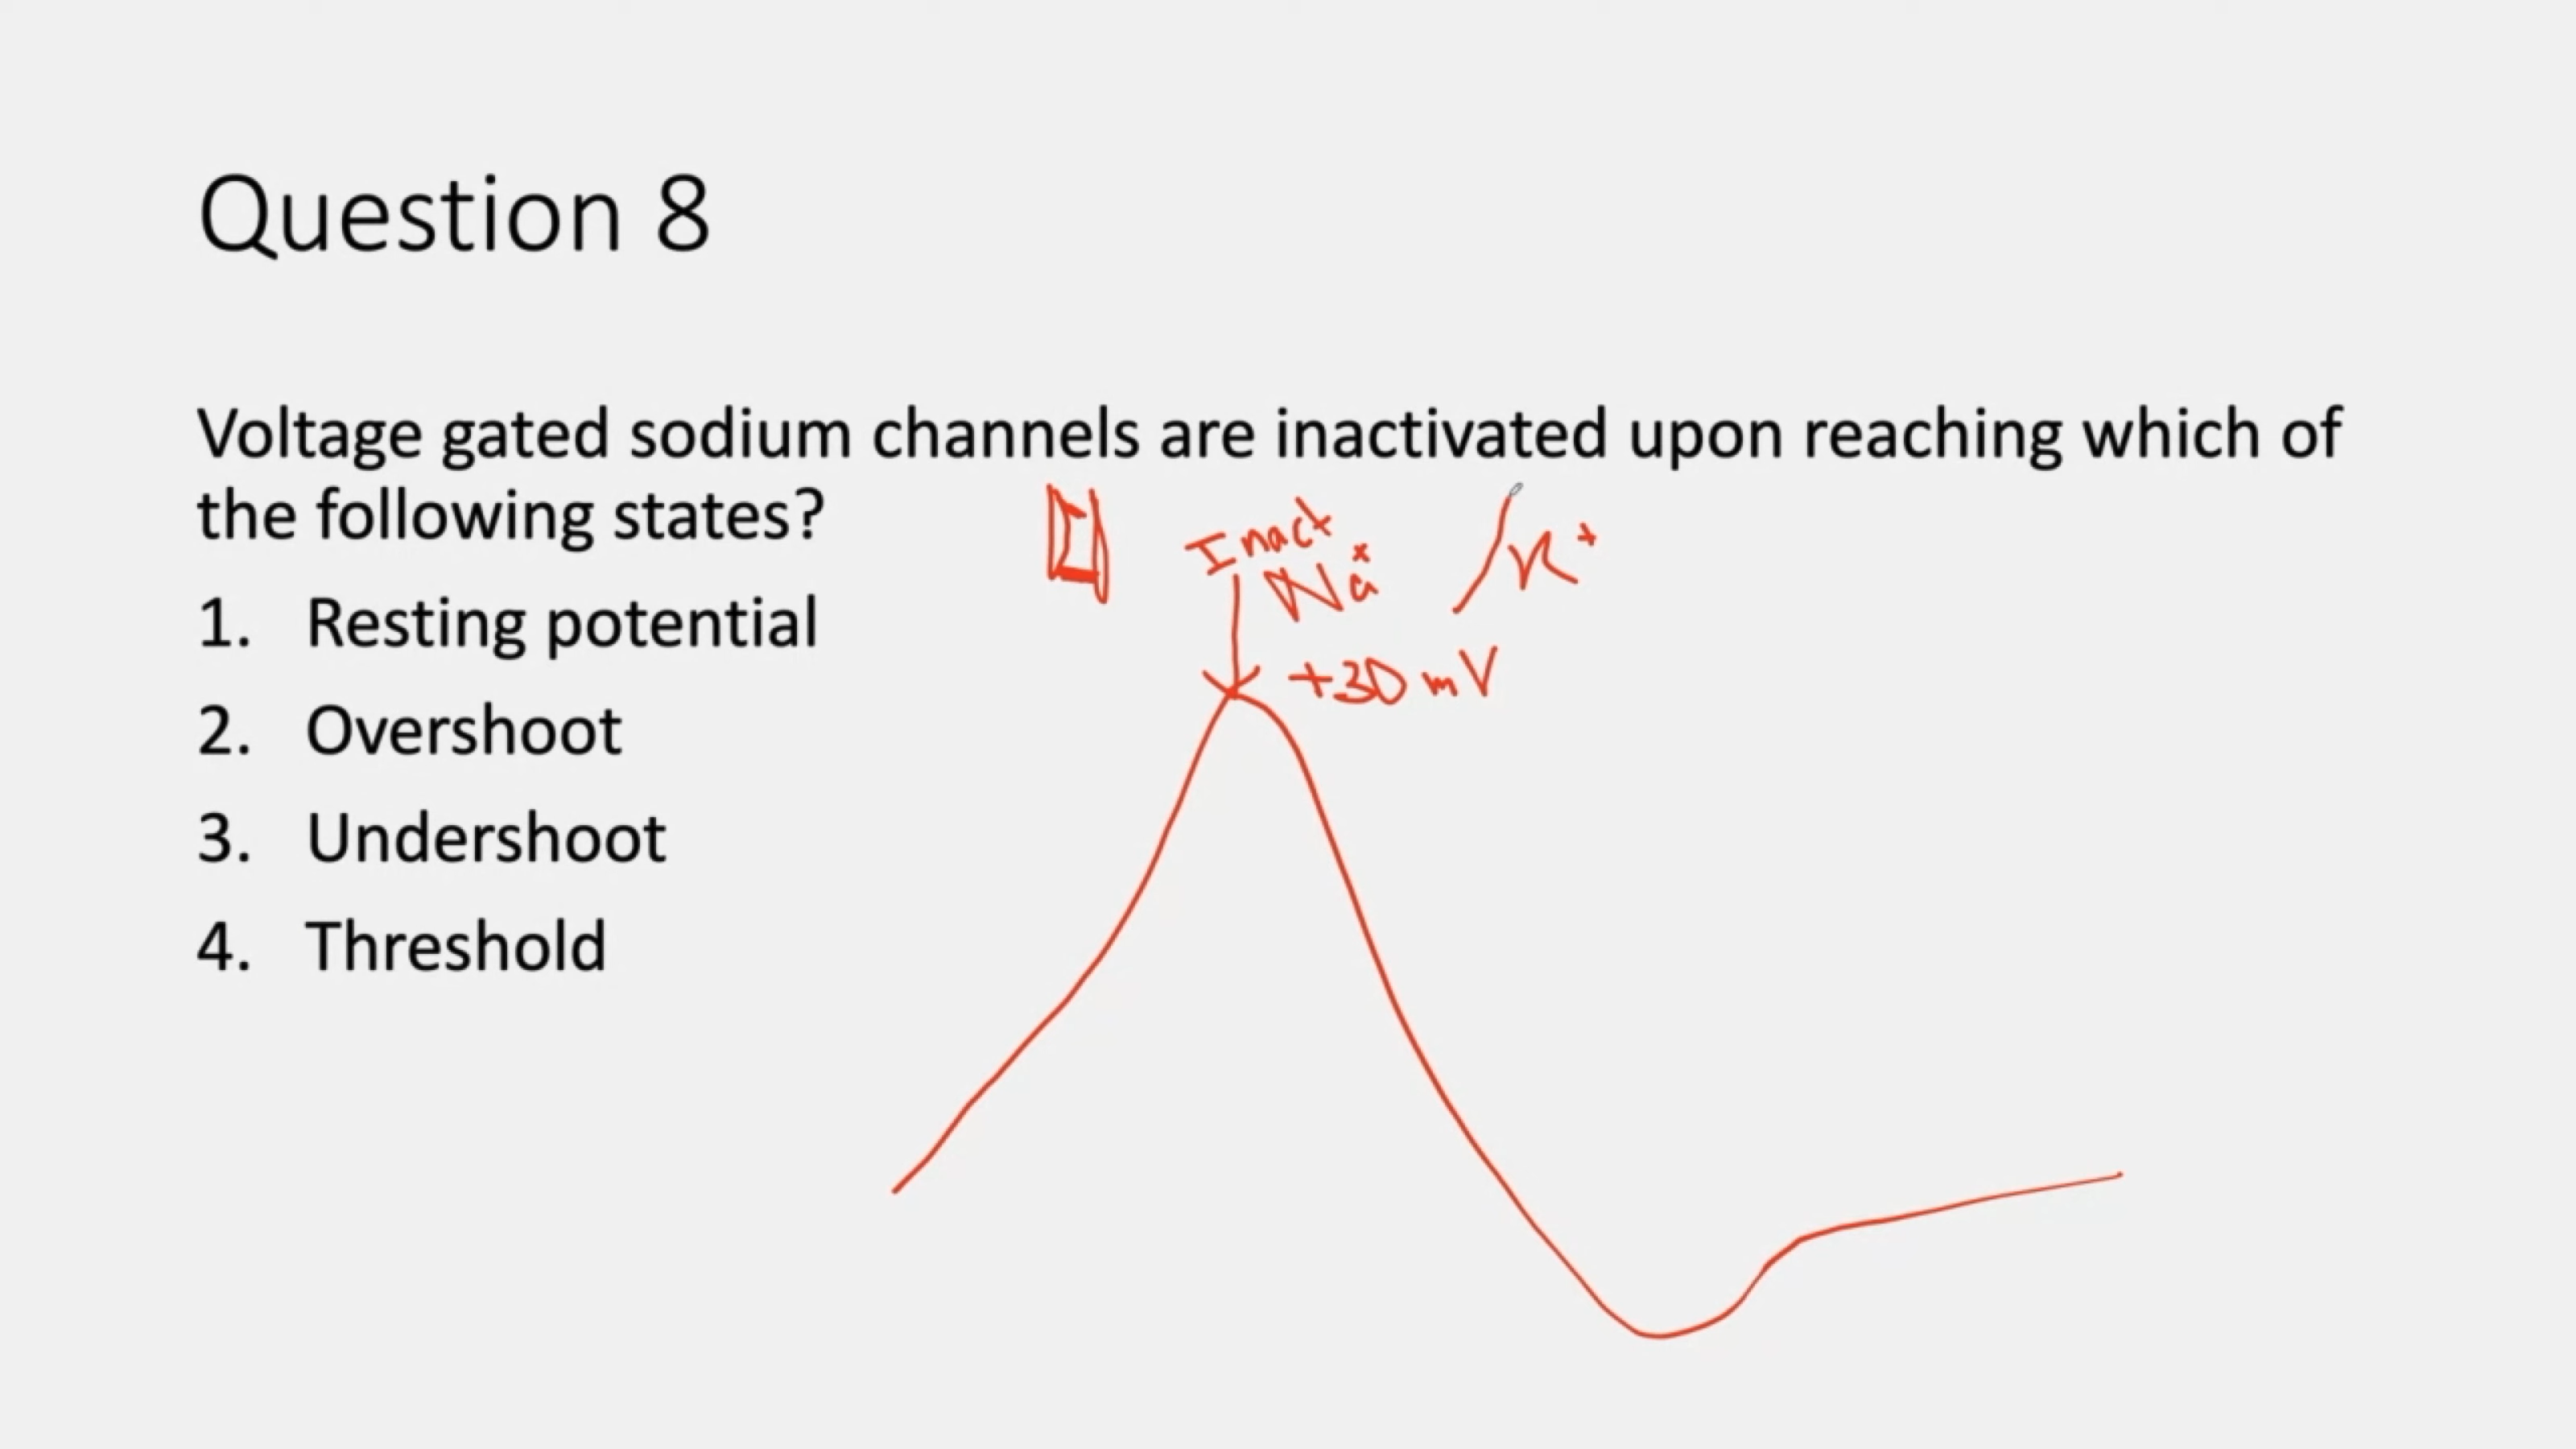 Question 8
Voltage gated sodium channels are inactivated upon reaching which of
the following states?
1. Resting potential
2. Overshoot
3. Undershoot
4. Threshold
Inact
Na+
K+
+30 mV